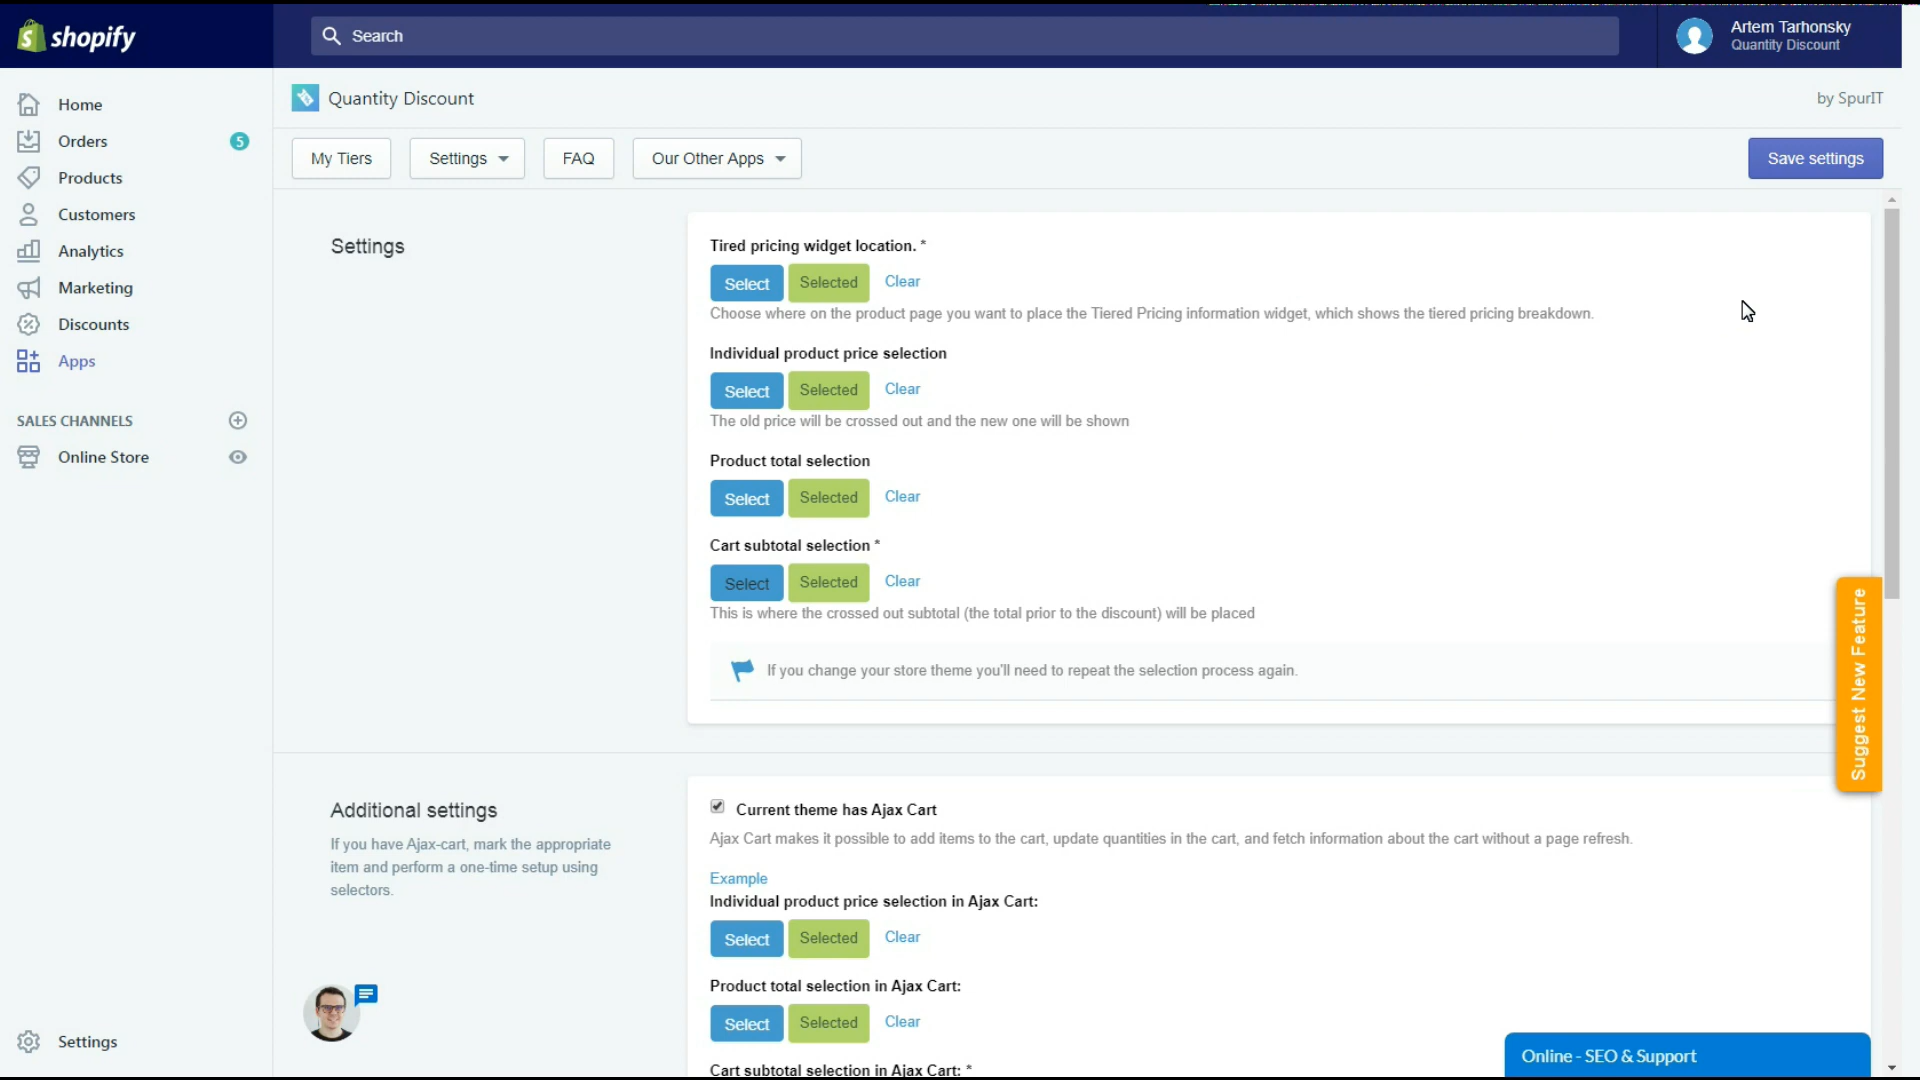 shopify
Search
Artem Tarhonsky
Quantity Discount
Home
Orders
5
Products
Customers
Analytics
Marketing
Discounts
Apps
SALES CHANNELS
Online Store
Settings
Quantity Discount
by SpurIT
My Tiers
Settings
FAQ
Our Other Apps
Save settings
Settings
Tired pricing widget location. *
Select Selected Clear
Choose where on the product page you want to place the Tiered Pricing information widget, which shows the tiered pricing breakdown.
Individual product price selection
Select Selected Clear
The old price will be crossed out and the new one will be shown
Product total selection
Select Selected Clear
Cart subtotal selection *
Select Selected Clear
This is where the crossed out subtotal (the total prior to the discount) will be placed
If you change your store theme you'll need to repeat the selection process again.
Suggest New Feature
Additional settings
If you have Ajax-cart, mark the appropriate
item and perform a one-time setup using
selectors.
Current theme has Ajax Cart
Ajax Cart makes it possible to add items to the cart, update quantities in the cart, and fetch information about the cart without a page refresh.
Example
Individual product price selection in Ajax Cart:
Select Selected Clear
Product total selection in Ajax Cart:
Select Selected Clear
Cart subtotal selection in Ajax Cart: *
Online - SEO & Support